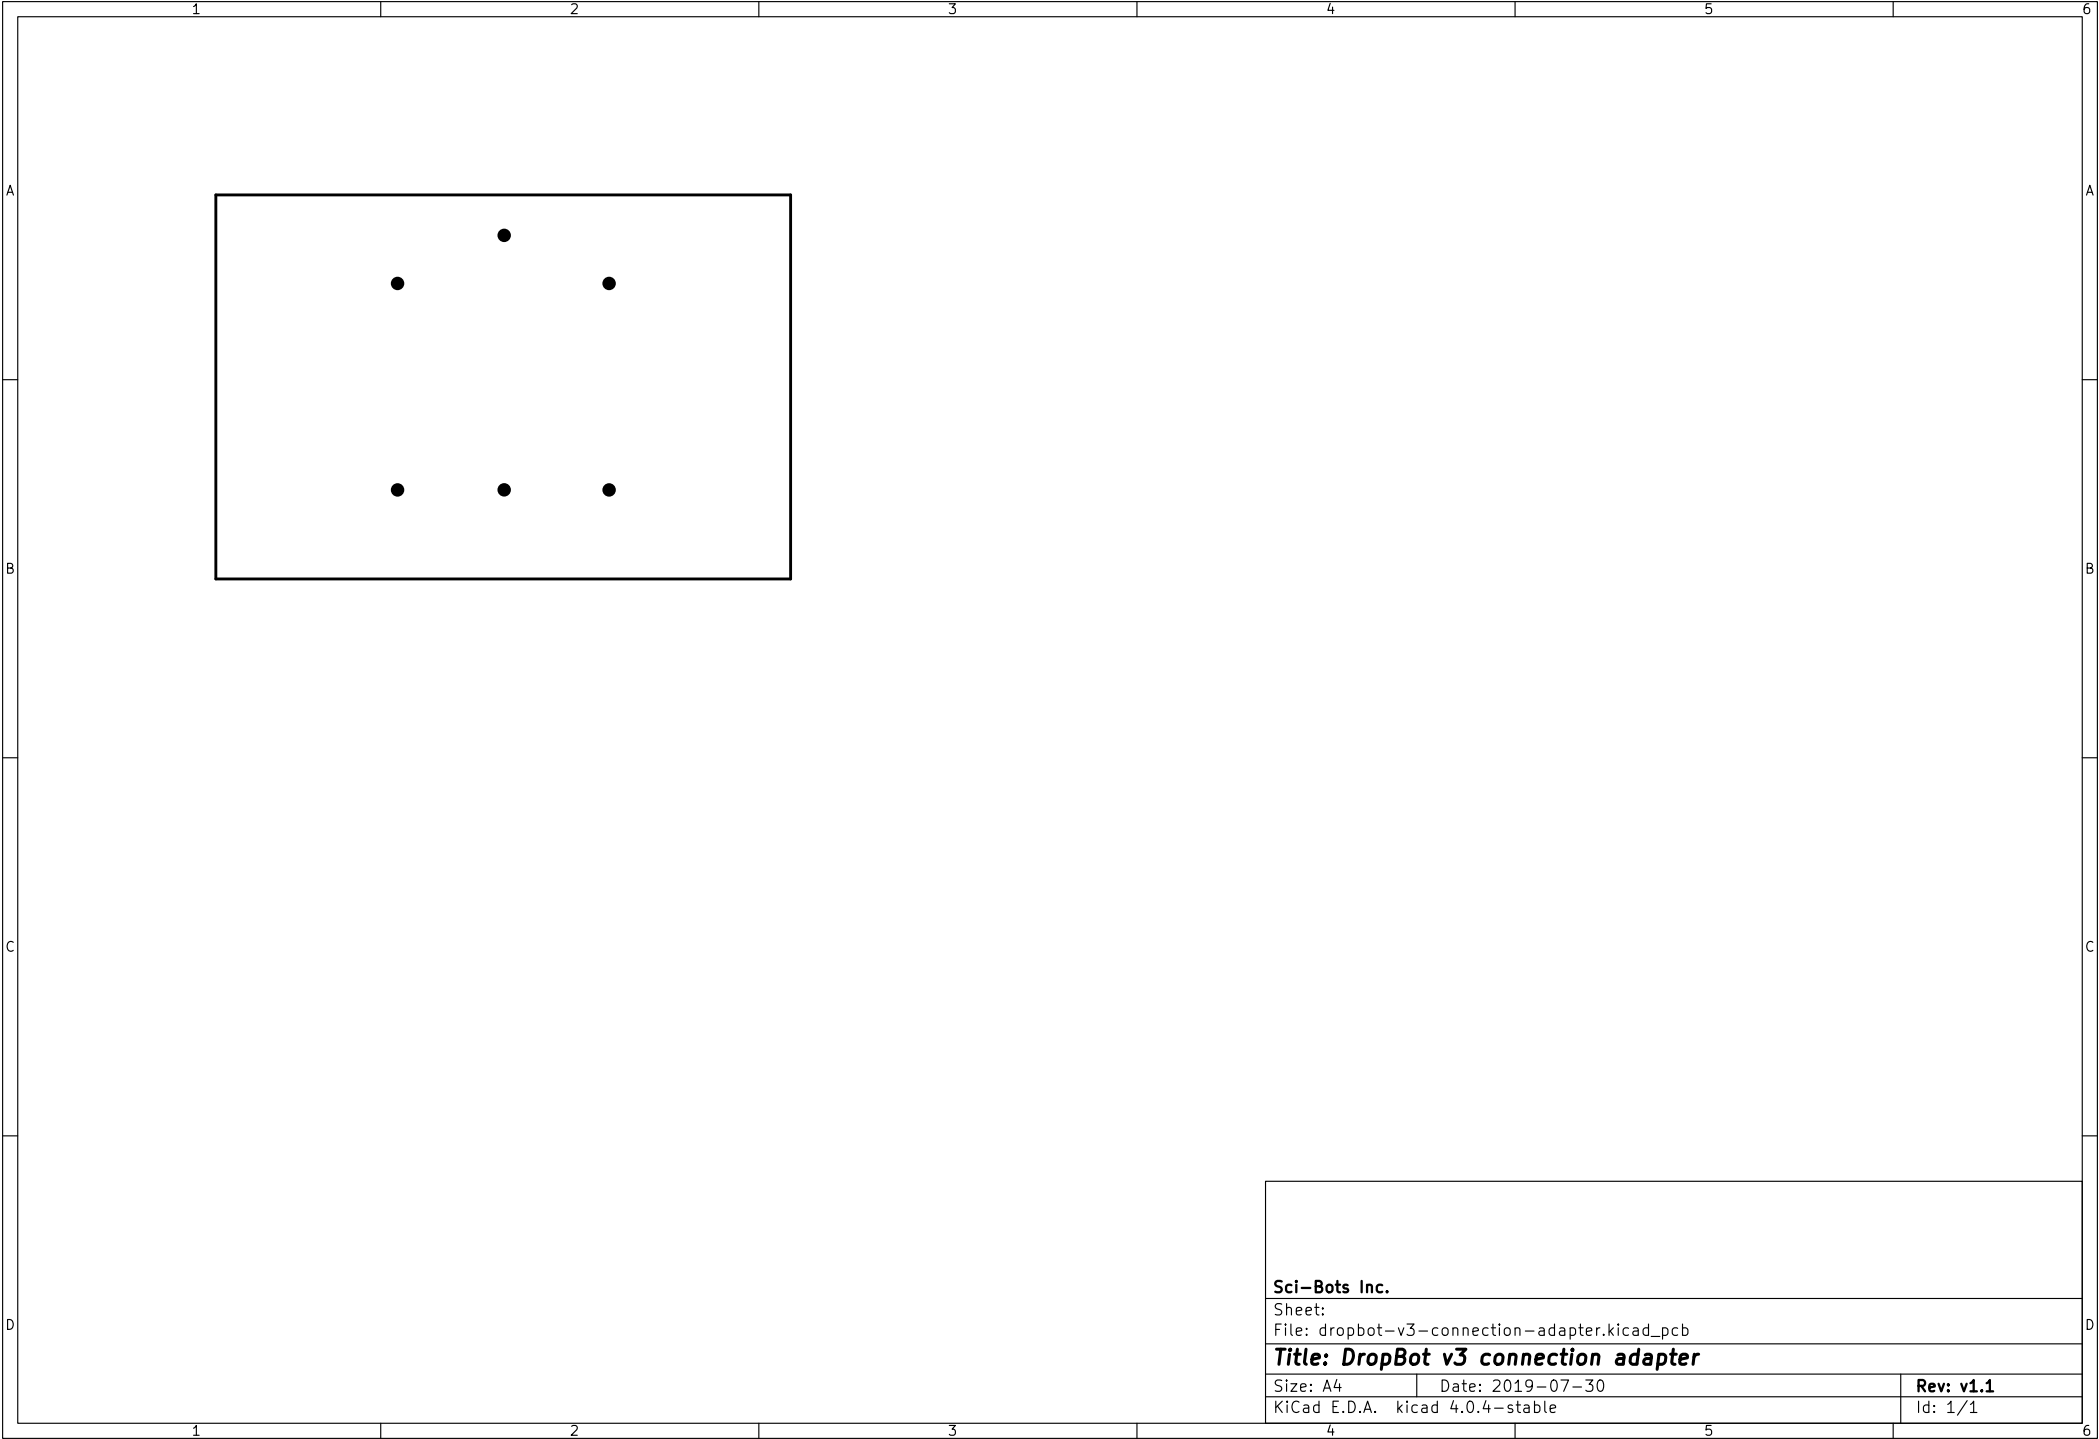 1 2 3 4 5 6
A A
B B
C C
Sci-Bots Inc.
Sheet:
D D
File: dropbot-v3-connection-adapter.kicad_pcb
Title: DropBot v3 connection adapter
Size: A4 Date: 2019-07-30 Rev: v1.1
KiCad E.D.A. kicad 4.0.4-stable Id: 1/1
1 2 3 4 5 6